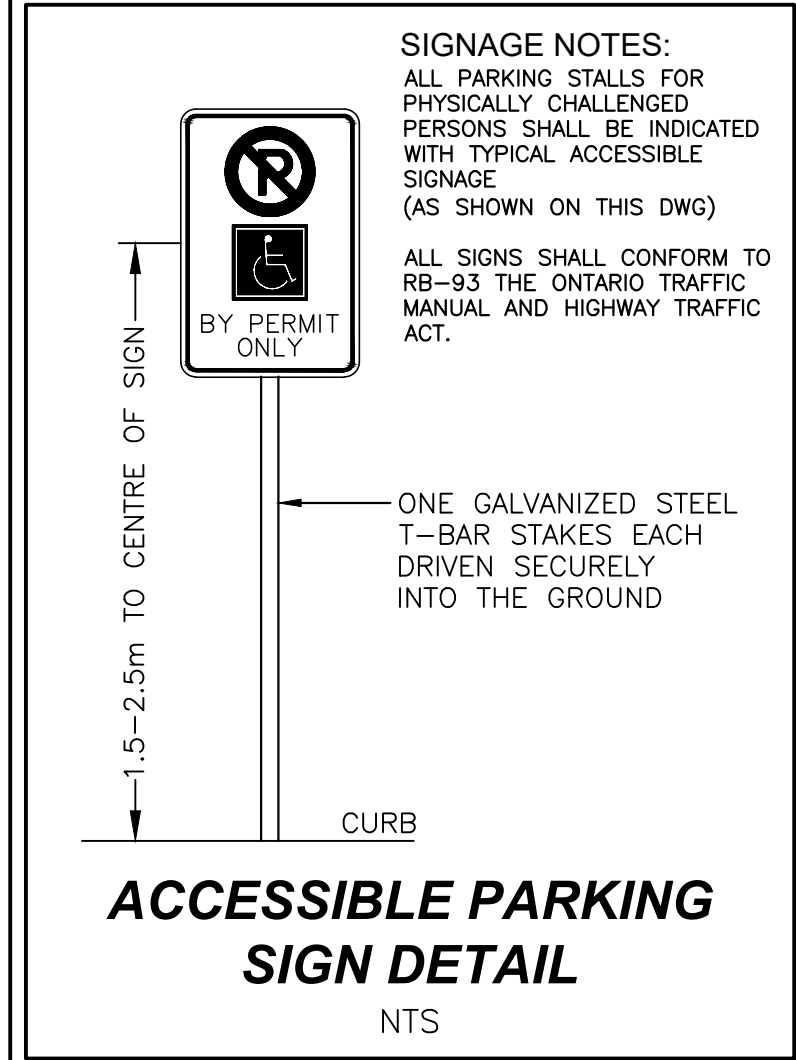 SIGNAGE NOTES:
ALL PARKING STALLS FOR
PHYSICALLY CHALLENGED
PERSONS SHALL BE INDICATED
WITH TYPICAL ACCESSIBLE
SIGNAGE
(AS SHOWN ON THIS DWG)
ALL SIGNS SHALL CONFORM TO
RB-93 THE ONTARIO TRAFFIC
MANUAL AND HIGHWAY TRAFFIC
ACT.
P
BY PERMIT
ONLY
1.5-2.5m TO CENTRE OF SIGN
ONE GALVANIZED STEEL
T-BAR STAKES EACH
DRIVEN SECURELY
INTO THE GROUND
CURB
ACCESSIBLE PARKING
SIGN DETAIL
NTS